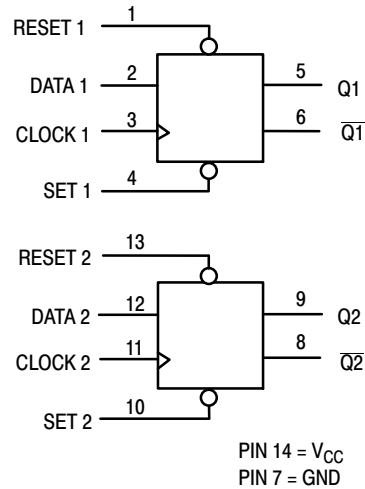 RESET 1 1
DATA 1 2 5 Q1
CLOCK 1 3 6 Q1
SET 1 4
RESET 2 13
DATA 2 12 9 Q2
CLOCK 2 11 8 Q2
SET 2 10
PIN 14 = VCC
PIN 7 = GND